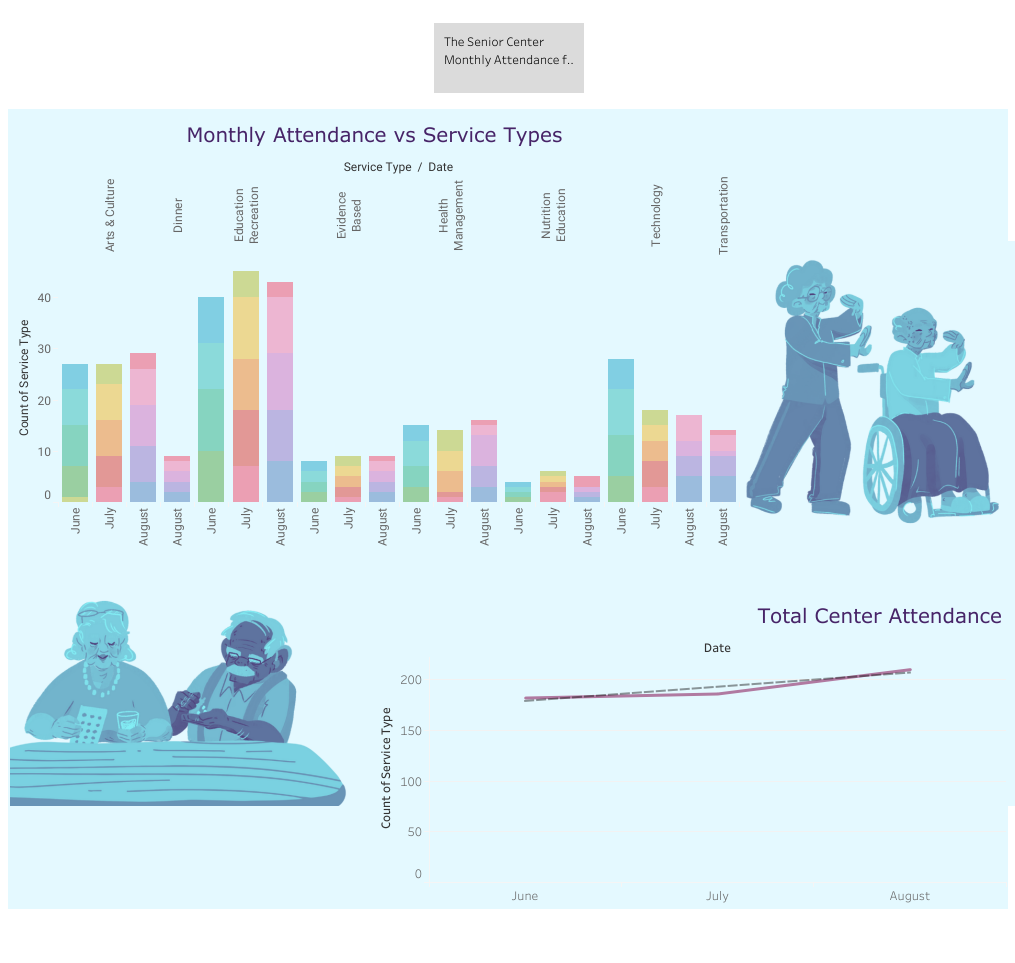 The Senior Center
Monthly Attendance f..
Monthly Attendance vs Service Types
Service Type / Date
Arts & Culture
Dinner
Education
Recreation
Evidence
Based
Health
Management
Nutrition
Education
Technology
Transportation
Count of Service Type
40
30
20
10
0
June
July
August
August
June
July
August
June
July
August
June
July
August
June
July
August
June
July
August
August
Total Center Attendance
Date
Count of Service Type
200
150
100
50
0
June
July
August